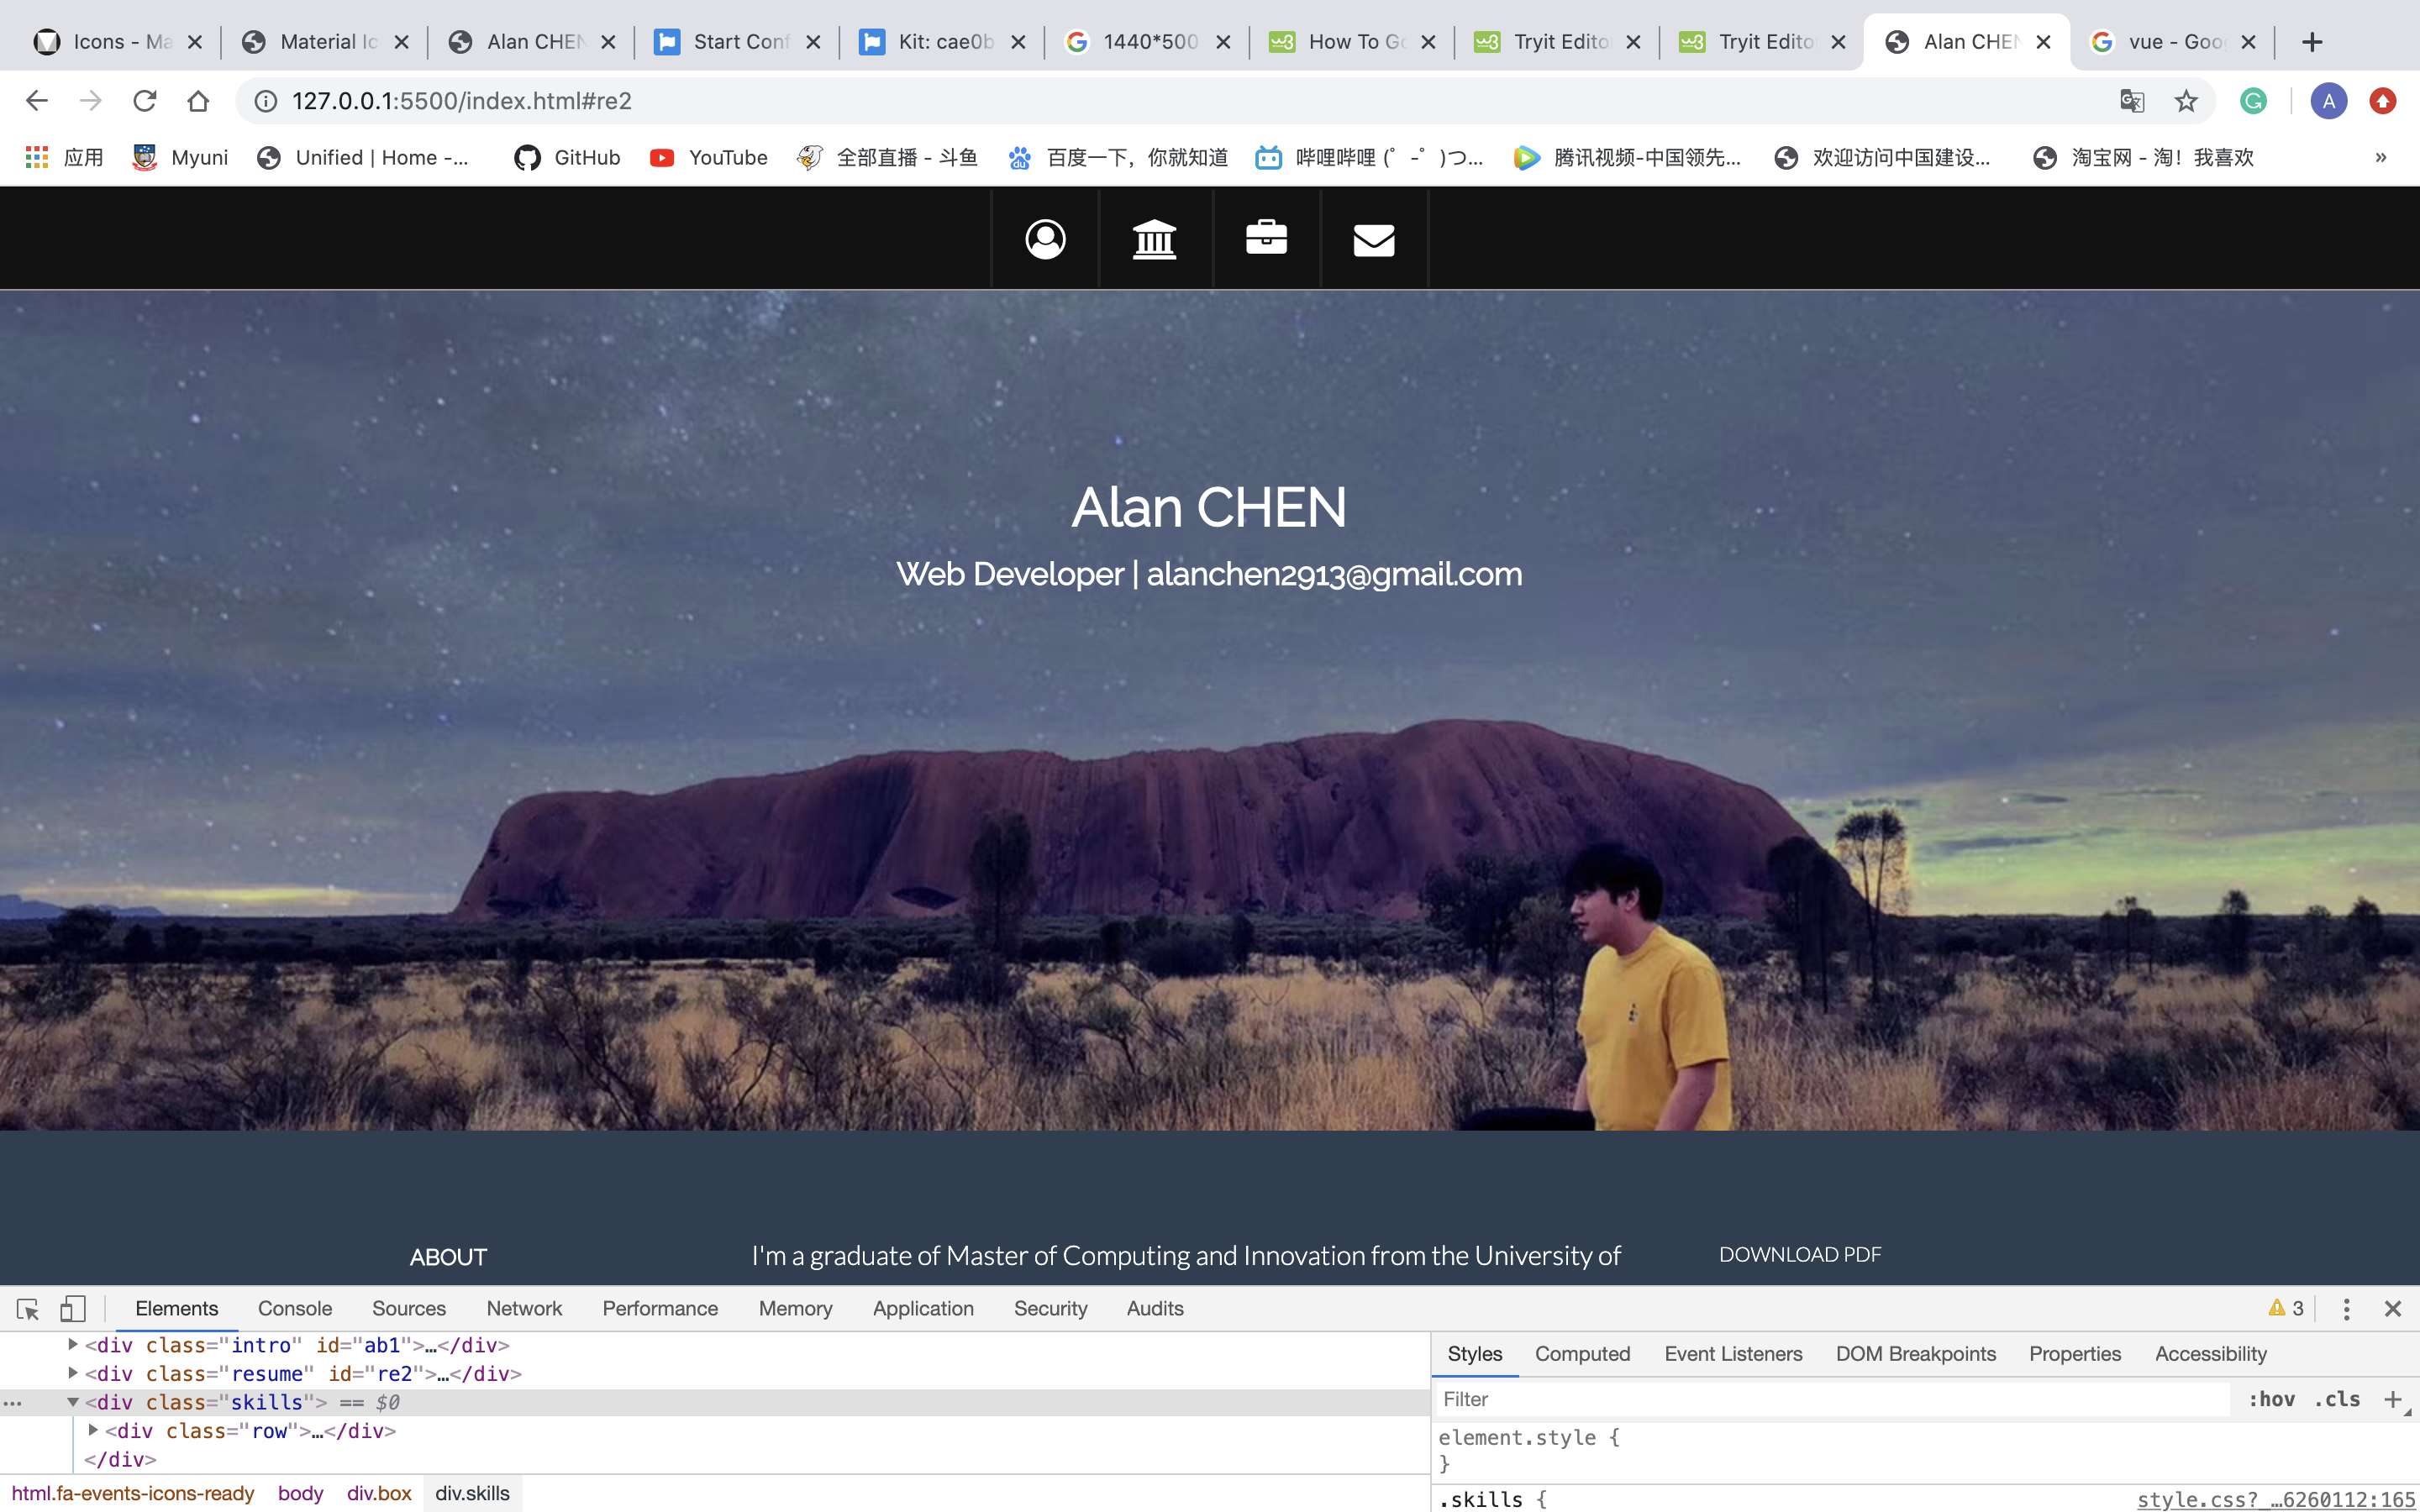 Icons - Ma
Material Ic
Alan CHEN
Start Conf
Kit: cae0b
1440*500
How To Go
Tryit Edito
Tryit Edito
Alan CHEN
vue - Goo
127.0.0.1:5500/index.html#re2
A
应用
Myuni
Unified | Home -...
GitHub
YouTube
全部直播 - 斗鱼
百度一下，你就知道
哔哩哔哩 (゜-゜)つ...
腾讯视频-中国领先...
欢迎访问中国建设...
淘宝网 - 淘！我喜欢
»
Alan CHEN
Web Developer | alanchen2913@gmail.com
ABOUT
I'm a graduate of Master of Computing and Innovation from the University of
DOWNLOAD PDF
Elements Console Sources Network Performance Memory Application Security Audits
3
<div class="intro" id="ab1">…</div>
<div class="resume" id="re2">…</div>
<div class="skills"> == $0
<div class="row">…</div>
</div>
html.fa-events-icons-ready body div.box div.skills
Styles Computed Event Listeners DOM Breakpoints Properties Accessibility
Filter
:hov .cls +
element.style {
}
.skills {
style.css?_…6260112:165